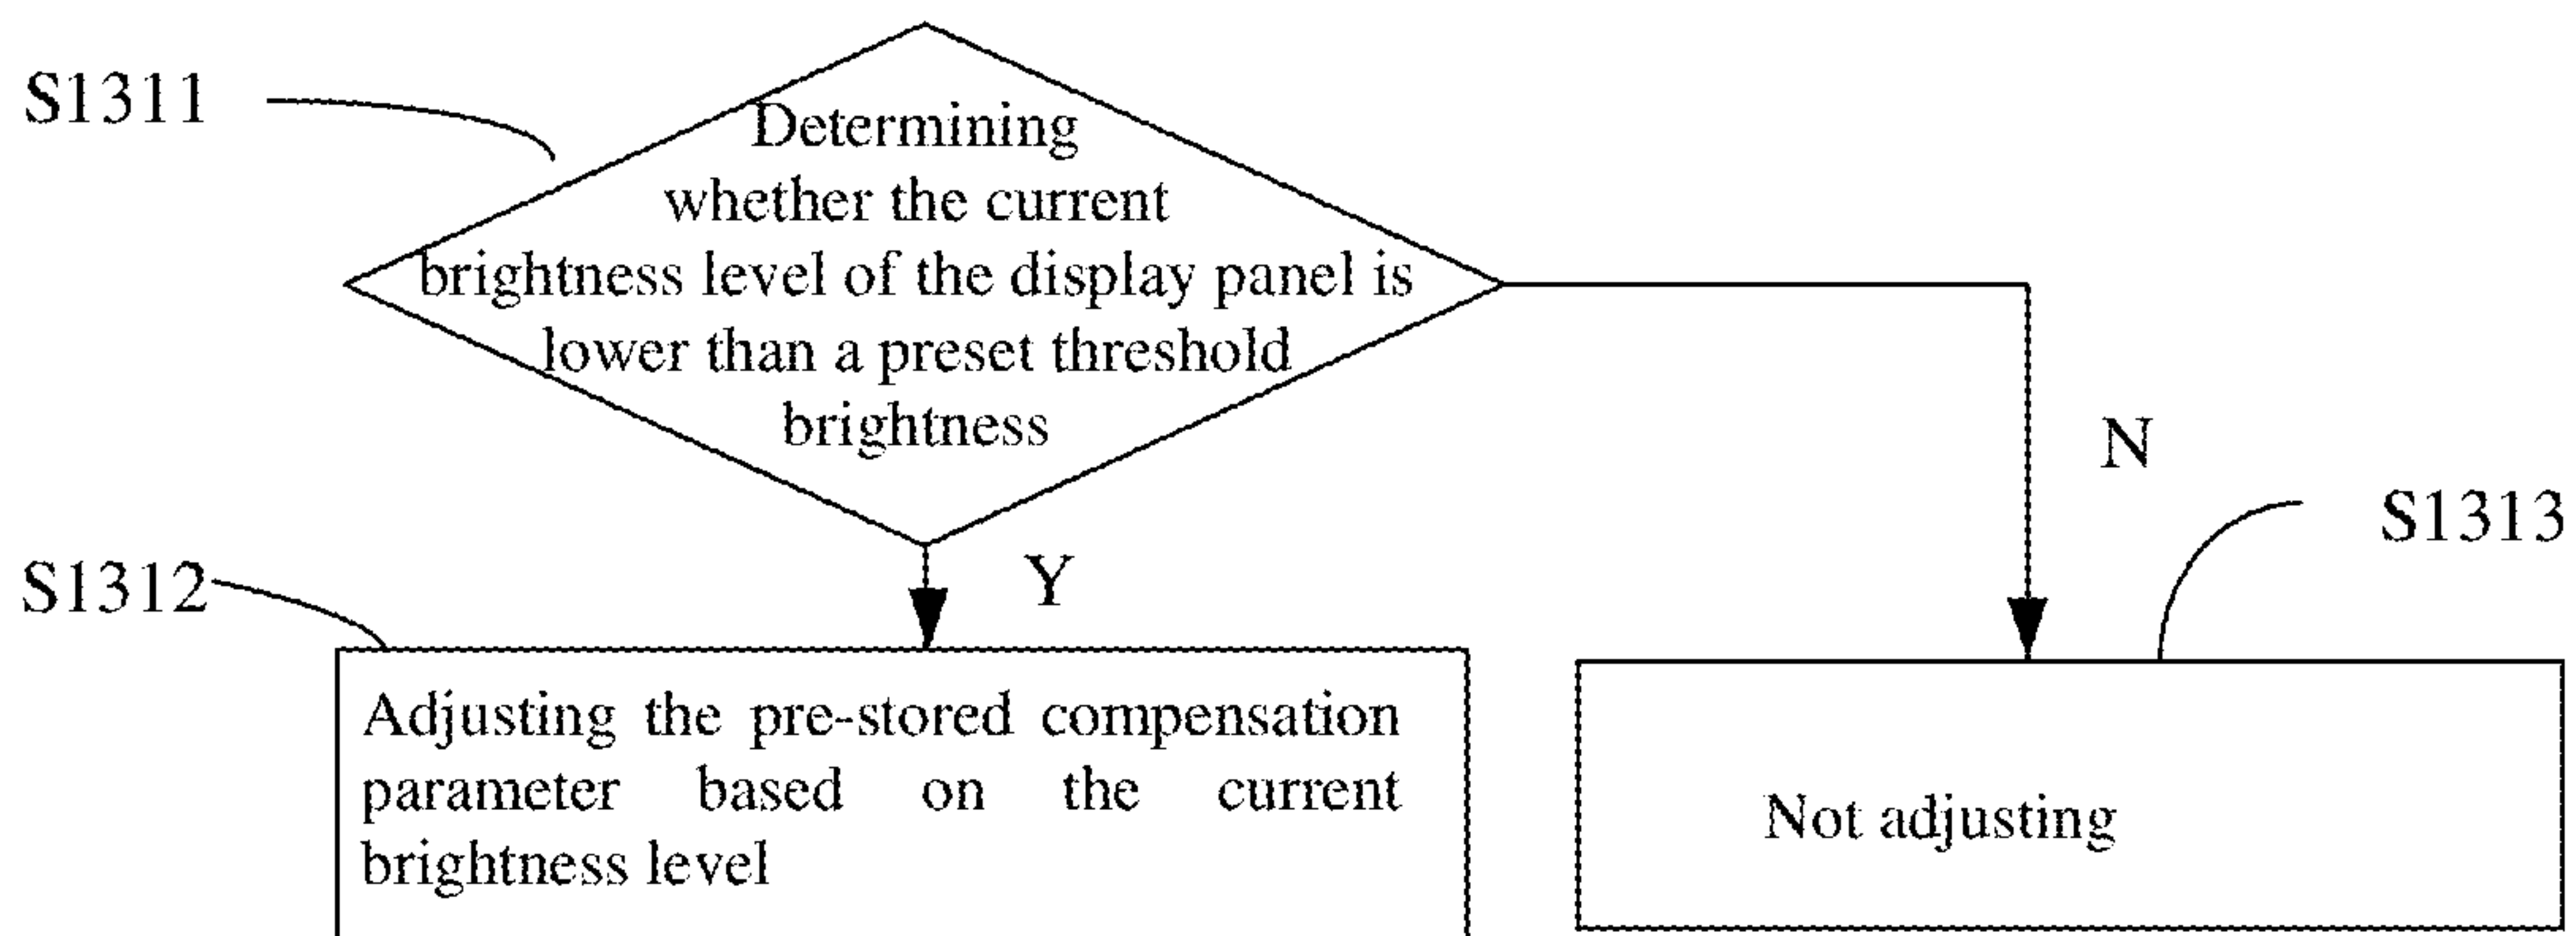 S1311
Determining
whether the current
brightness level of the display panel is
lower than a preset threshold
brightness
N
S1313
Y
S1312
Adjusting the pre-stored compensation
parameter based on the current
brightness level
Not adjusting